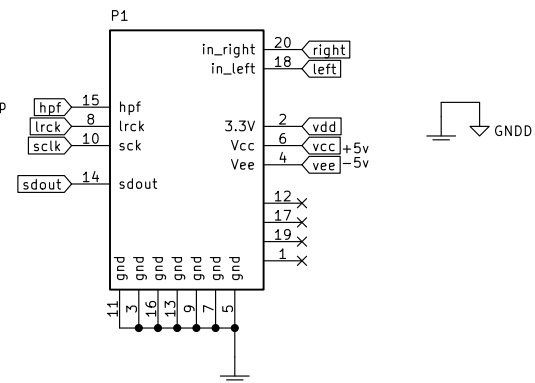 P1
in_right 20 right
in_left 18 left
p
hpf 15 hpf
lrck 8 lrck
sclk 10 sck
3.3V 2 vdd
Vcc 6 vcc +5v
Vee 4 vee -5v
GNDD
sdout 14 sdout
12
17
19
1
gnd gnd gnd gnd gnd gnd gnd
11 3 16 13 9 7 5